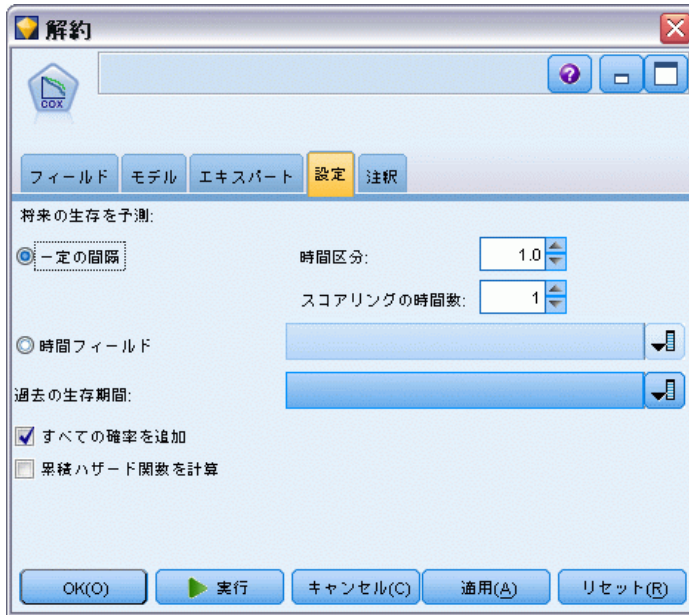 解約
COX
フィールド モデル エキスパート 設定 注釈
将来の生存を予測:
一定の間隔 時間区分: 1.0
スコアリングの時間数: 1
時間フィールド
過去の生存期間:
すべての確率を追加
累積ハザード関数を計算
OK(O) 実行 キャンセル(C) 適用(A) リセット(R)